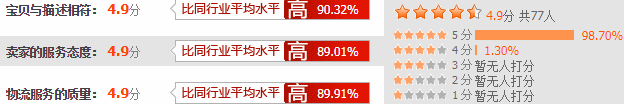 宝贝与描述相符： 4.9分 比同行业平均水平 高 90.32%
卖家的服务态度： 4.9分 比同行业平均水平 高 89.01%
物流服务的质量： 4.9分 比同行业平均水平 高 89.91%
4.9分 共77人
5分 98.70%
4分 1.30%
3分 暂无人打分
2分 暂无人打分
1分 暂无人打分